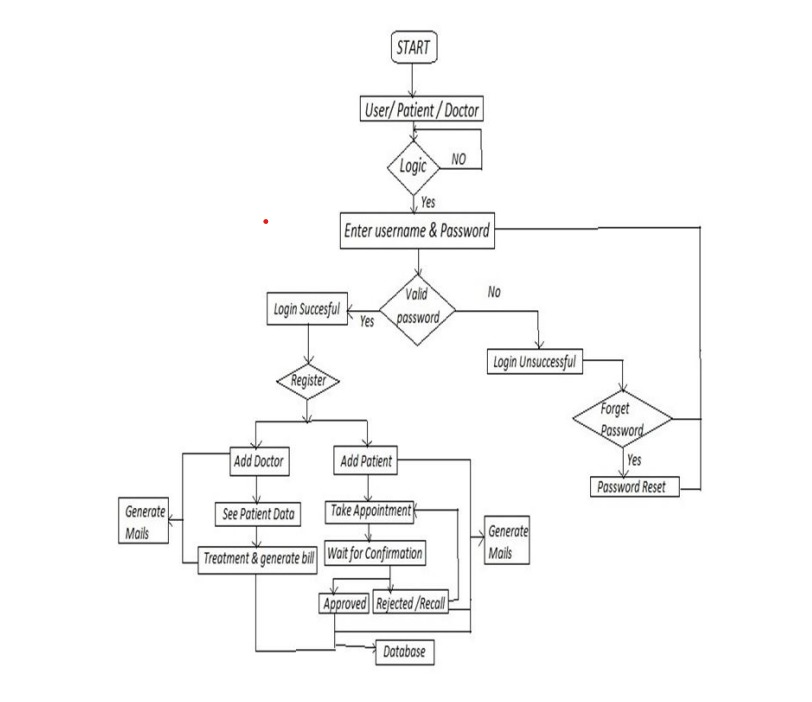 START
User/ Patient / Doctor
Logic
NO
Yes
Enter username & Password
Valid
password
No
Yes
Login Succesful
Login Unsuccessful
Register
Forget
Password
Yes
Password Reset
Add Doctor
Add Patient
Generate
Mails
See Patient Data
Take Appointment
Generate
Mails
Treatment & generate bill
Wait for Confirmation
Approved
Rejected /Recall
Database